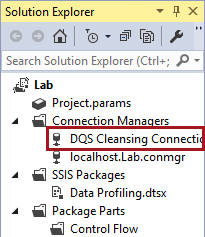 Solution Explorer
Search Solution Explorer (Ctrl+;
Lab
Project.params
Connection Managers
DQS Cleansing
localhost.Lab.conmgr
SSIS Packages
Data Profiling.dtsx
Package Parts
Control Flow